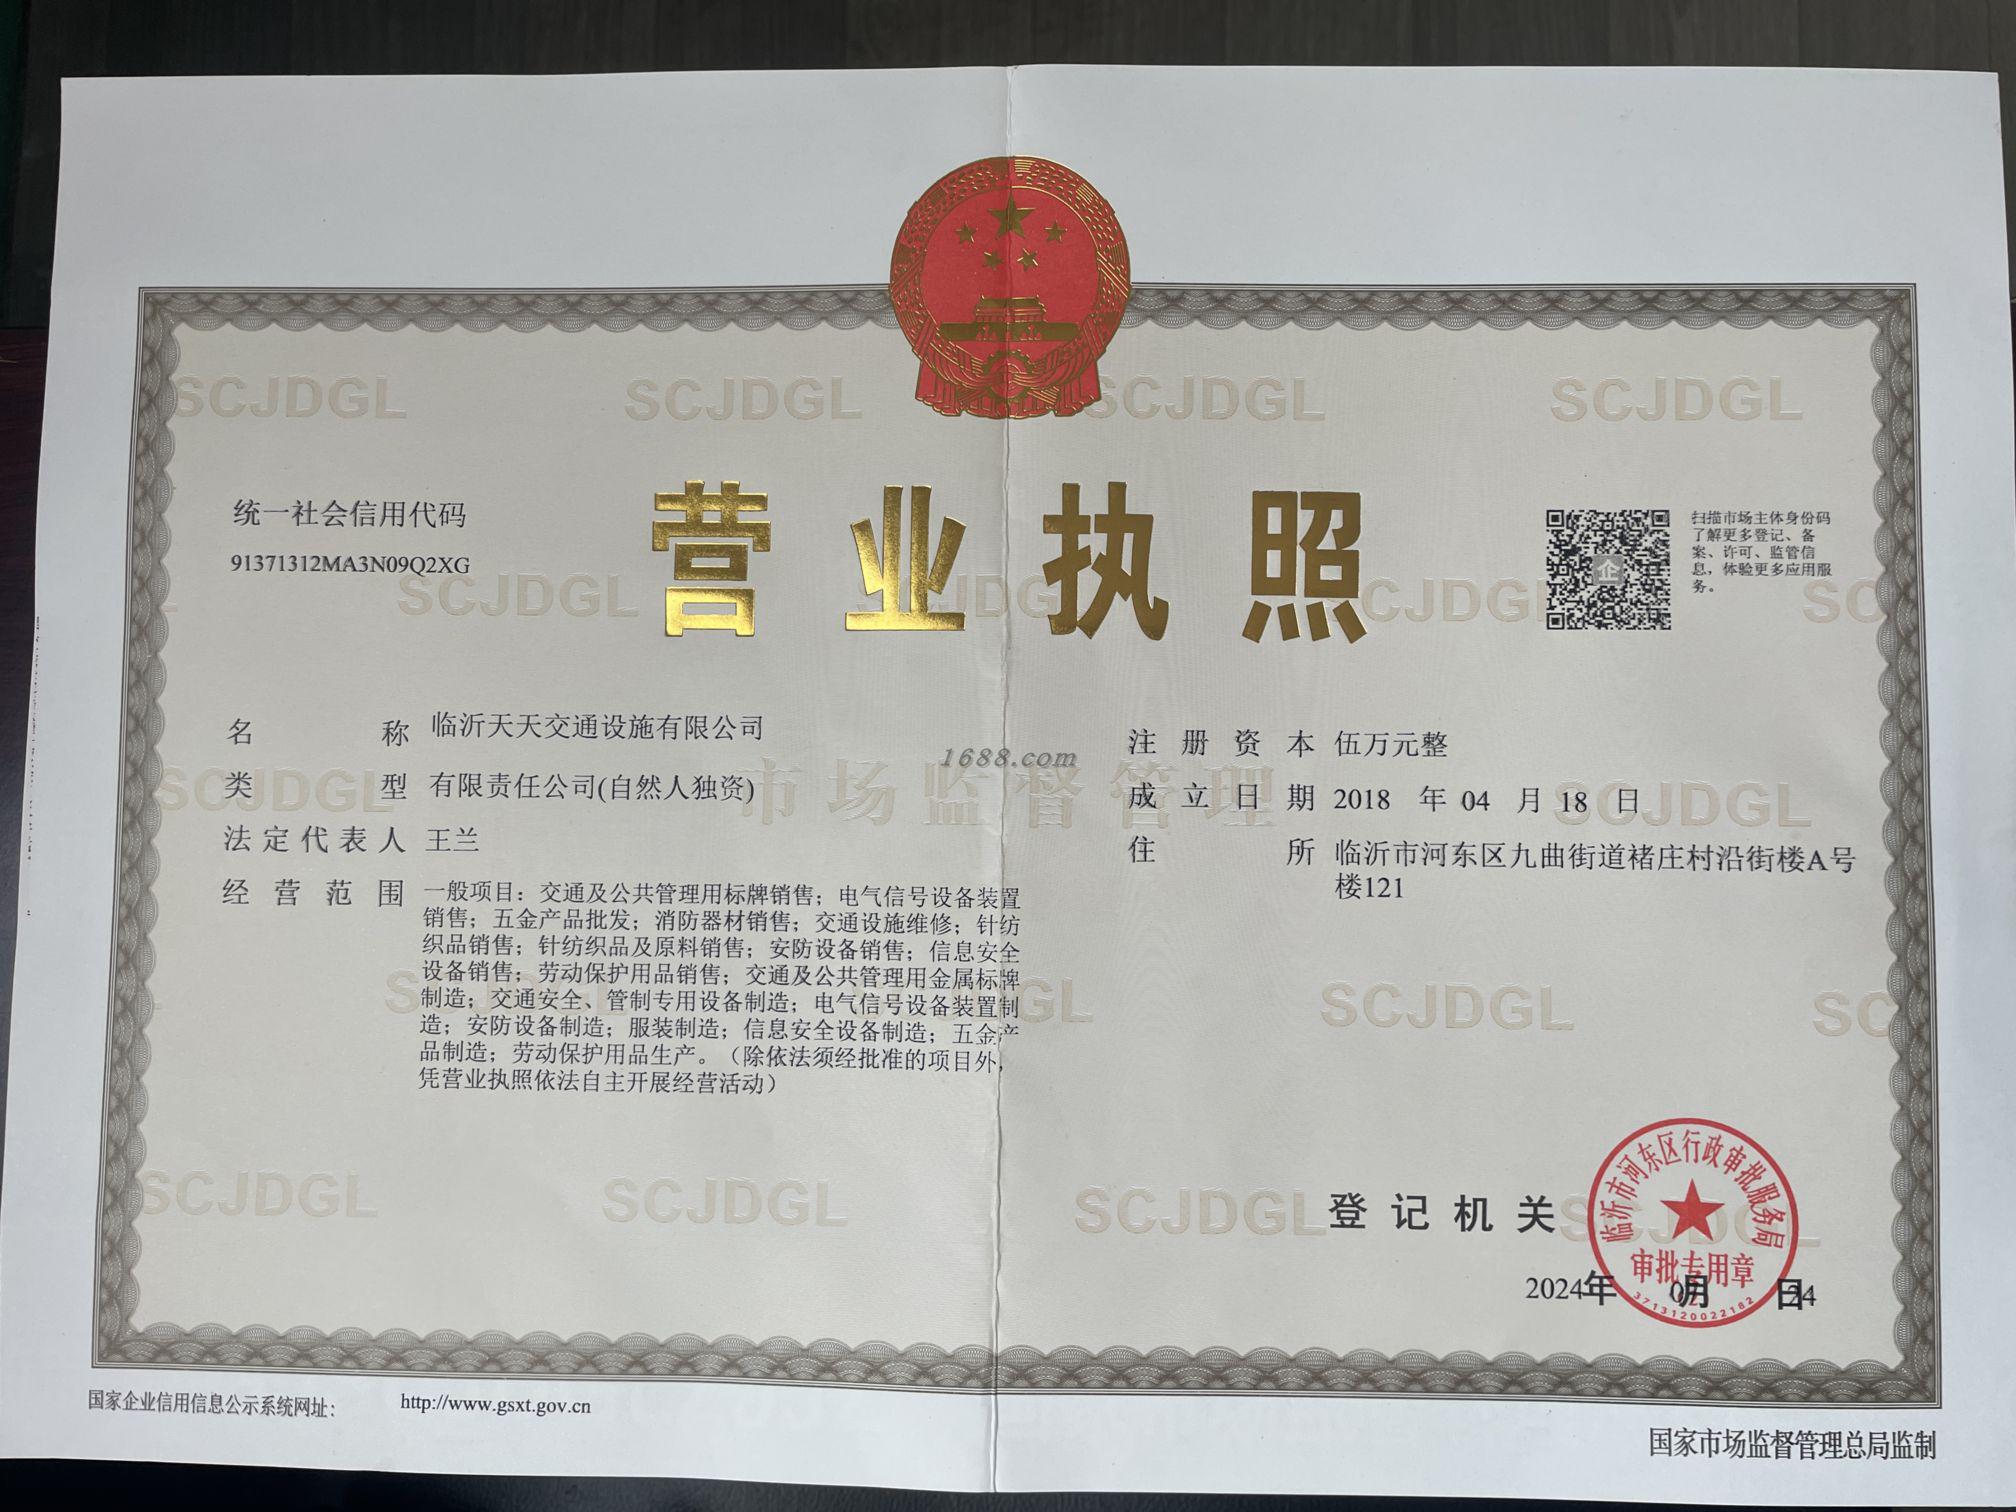 统一社会信用代码
91371312MA3N09Q2XG
营业执照
扫描市场主体身份码
了解更多登记、备
案、许可、监管信
息，体验更多应用服
务。
企
名称 临沂天天交通设施有限公司
类型 有限责任公司(自然人独资)
法定代表人 王兰
经营范围 一般项目：交通及公共管理用标牌销售；电气信号设备装置
销售；五金产品批发；消防器材销售；交通设施维修；针纺
织品销售；针纺织品及原料销售；安防设备销售；信息安全
设备销售；劳动保护用品销售；交通及公共管理用金属标牌
制造；交通安全、管制专用设备制造；电气信号设备装置制
造；安防设备制造；服装制造；信息安全设备制造；五金产
品制造；劳动保护用品生产。（除依法须经批准的项目外，
凭营业执照依法自主开展经营活动）
注册资本 伍万元整
成立日期 2018 年 04 月 18 日
住所 临沂市河东区九曲街道褚庄村沿街楼A号
楼121
1688.com
市场监督管理
SCJDGL SCJDGL SCJDGL SCJDGL
SCJDGL SCJDGL SCJDGL
SCJDGL SCJDGL
SCJDGL SCJDGL
SCJDGL SCJDGL SCJDGL SCJDGL
登记机关
临沂市河东区行政审批服务局
审批专用章
3713120022182
2024年 月 24日
国家企业信用信息公示系统网址：
http://www.gsxt.gov.cn
国家市场监督管理总局监制